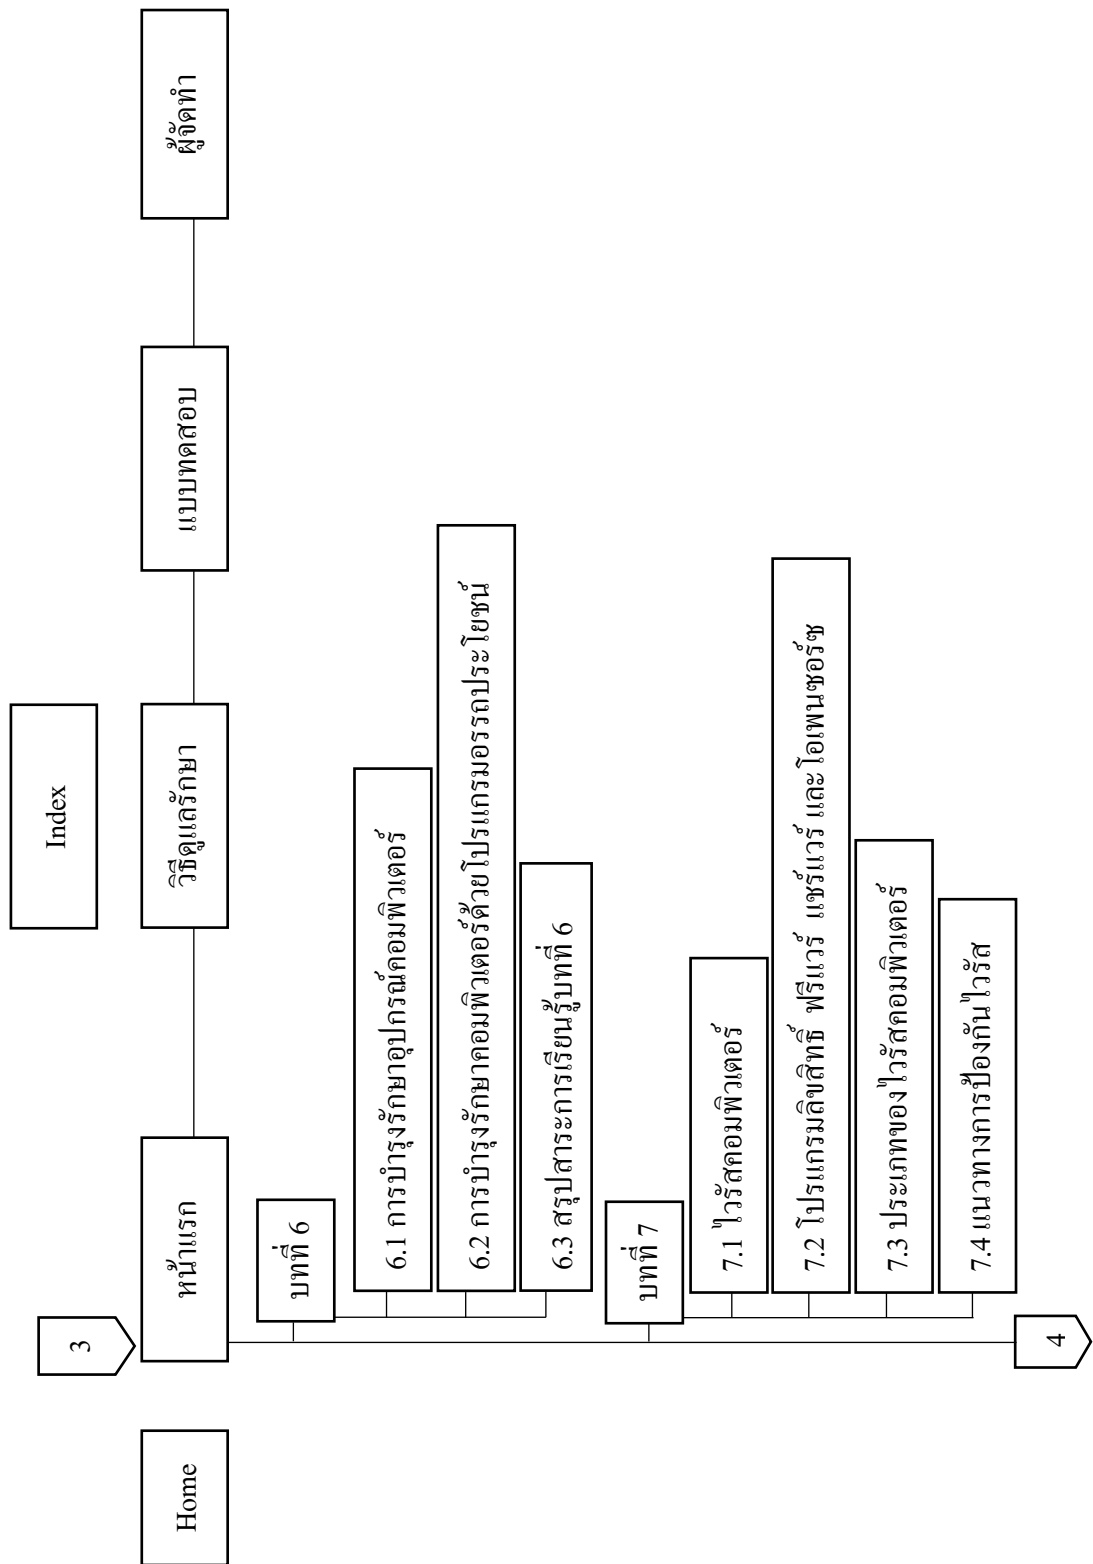 Index
Home
3
หน้าแรก
วิธีดูแลรักษา
แบบทดสอบ
ผู้จัดทำ
บทที่ 6
6.1 การบำรุงรักษาอุปกรณ์คอมพิวเตอร์
6.2 การบำรุงรักษาคอมพิวเตอร์ด้วยโปรแกรมอรรถประโยชน์
6.3 สรุปสาระการเรียนรู้บทที่ 6
บทที่ 7
7.1 ไวรัสคอมพิวเตอร์
7.2 โปรแกรมลิขสิทธิ์ ฟรีแวร์ แชร์แวร์ และโอเพนซอร์ซ
7.3 ประเภทของไวรัสคอมพิวเตอร์
7.4 แนวทางการป้องกันไวรัส
4